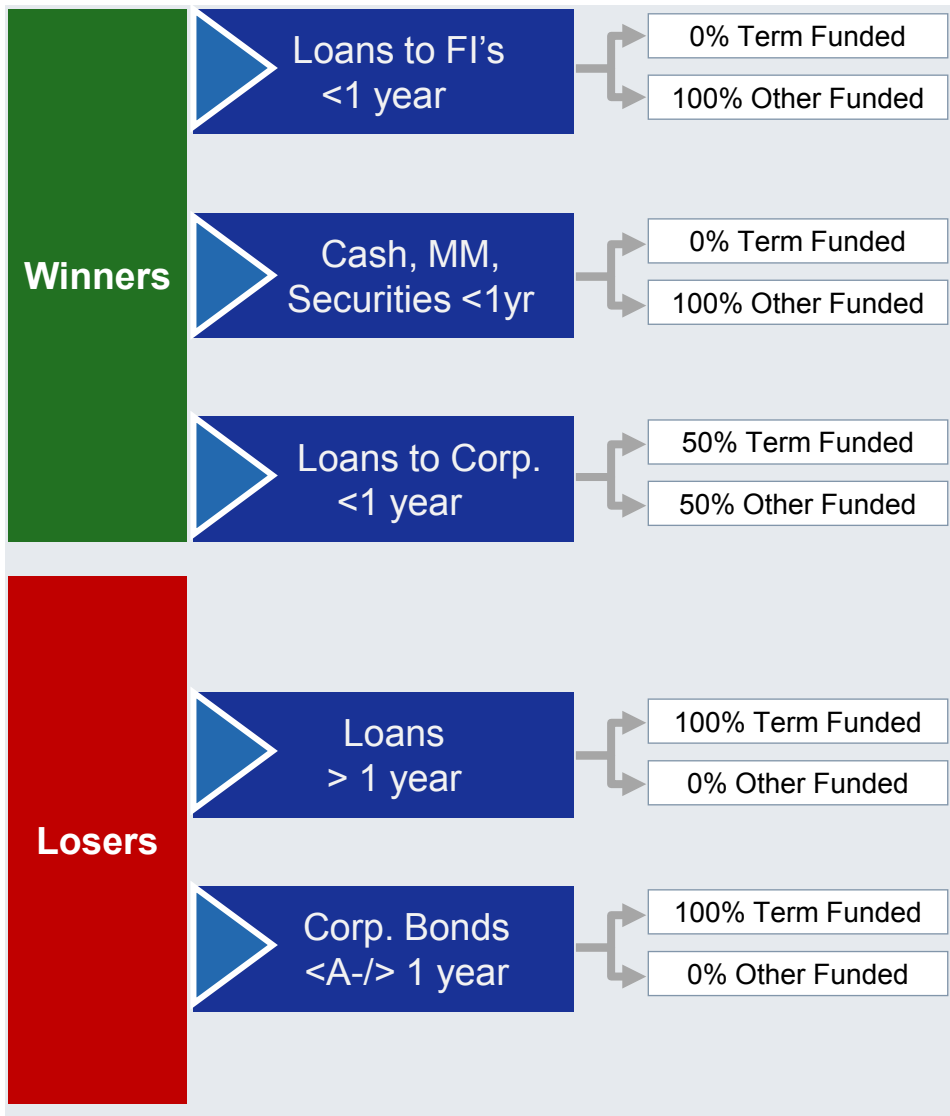 Winners
Loans to FI's
<1 year
0% Term Funded
100% Other Funded
Cash, MM,
Securities <1yr
0% Term Funded
100% Other Funded
Loans to Corp.
<1 year
50% Term Funded
50% Other Funded
Losers
Loans
> 1 year
100% Term Funded
0% Other Funded
Corp. Bonds
<A-/> 1 year
100% Term Funded
0% Other Funded